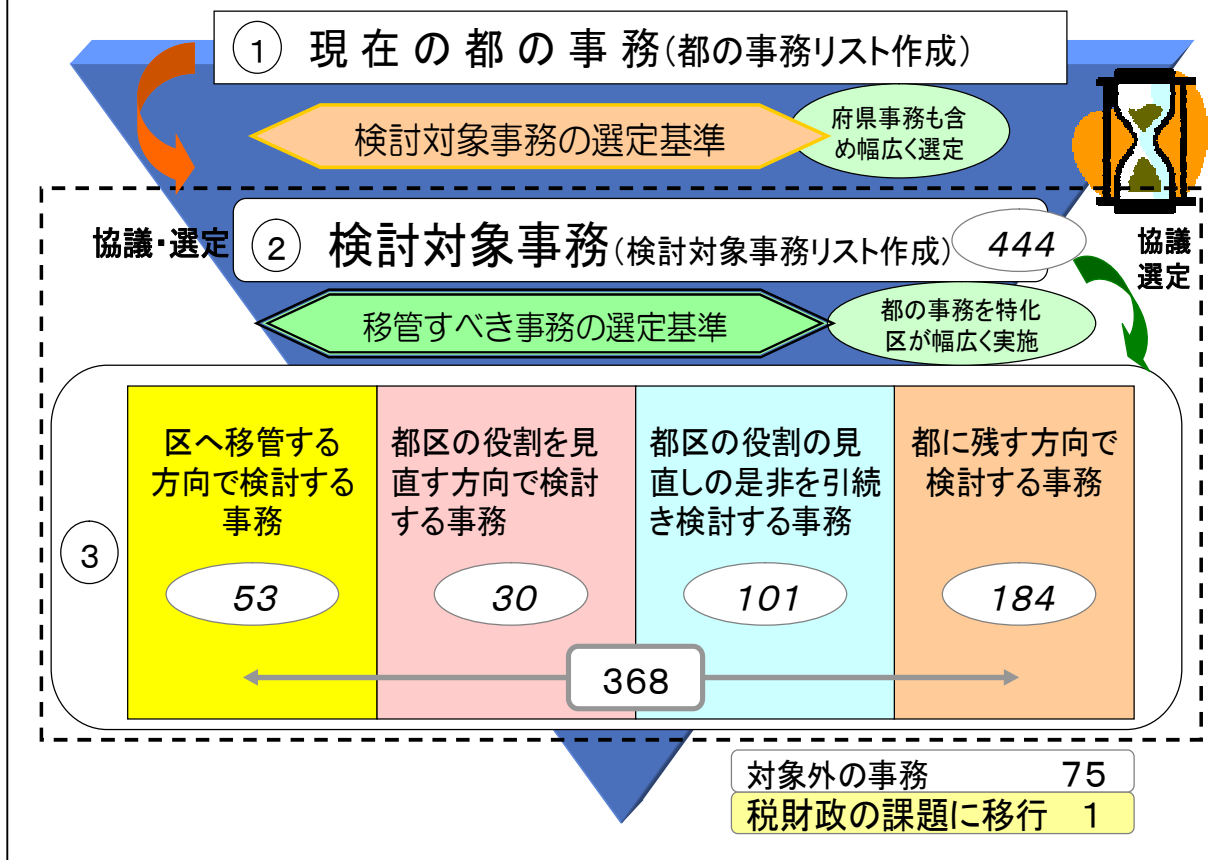 ① 現在の都の事務(都の事務リスト作成)
検討対象事務の選定基準
府県事務も含
め幅広く選定
協議・選定
② 検討対象事務(検討対象事務リスト作成) 444
協議
選定
移管すべき事務の選定基準
都の事務を特化
区が幅広く実施
③
区へ移管する
方向で検討する
事務
53
都区の役割を見
直す方向で検討
する事務
30
都区の役割の見
直しの是非を引続
き検討する事務
101
都に残す方向で
検討する事務
184
368
対象外の事務 75
税財政の課題に移行 1